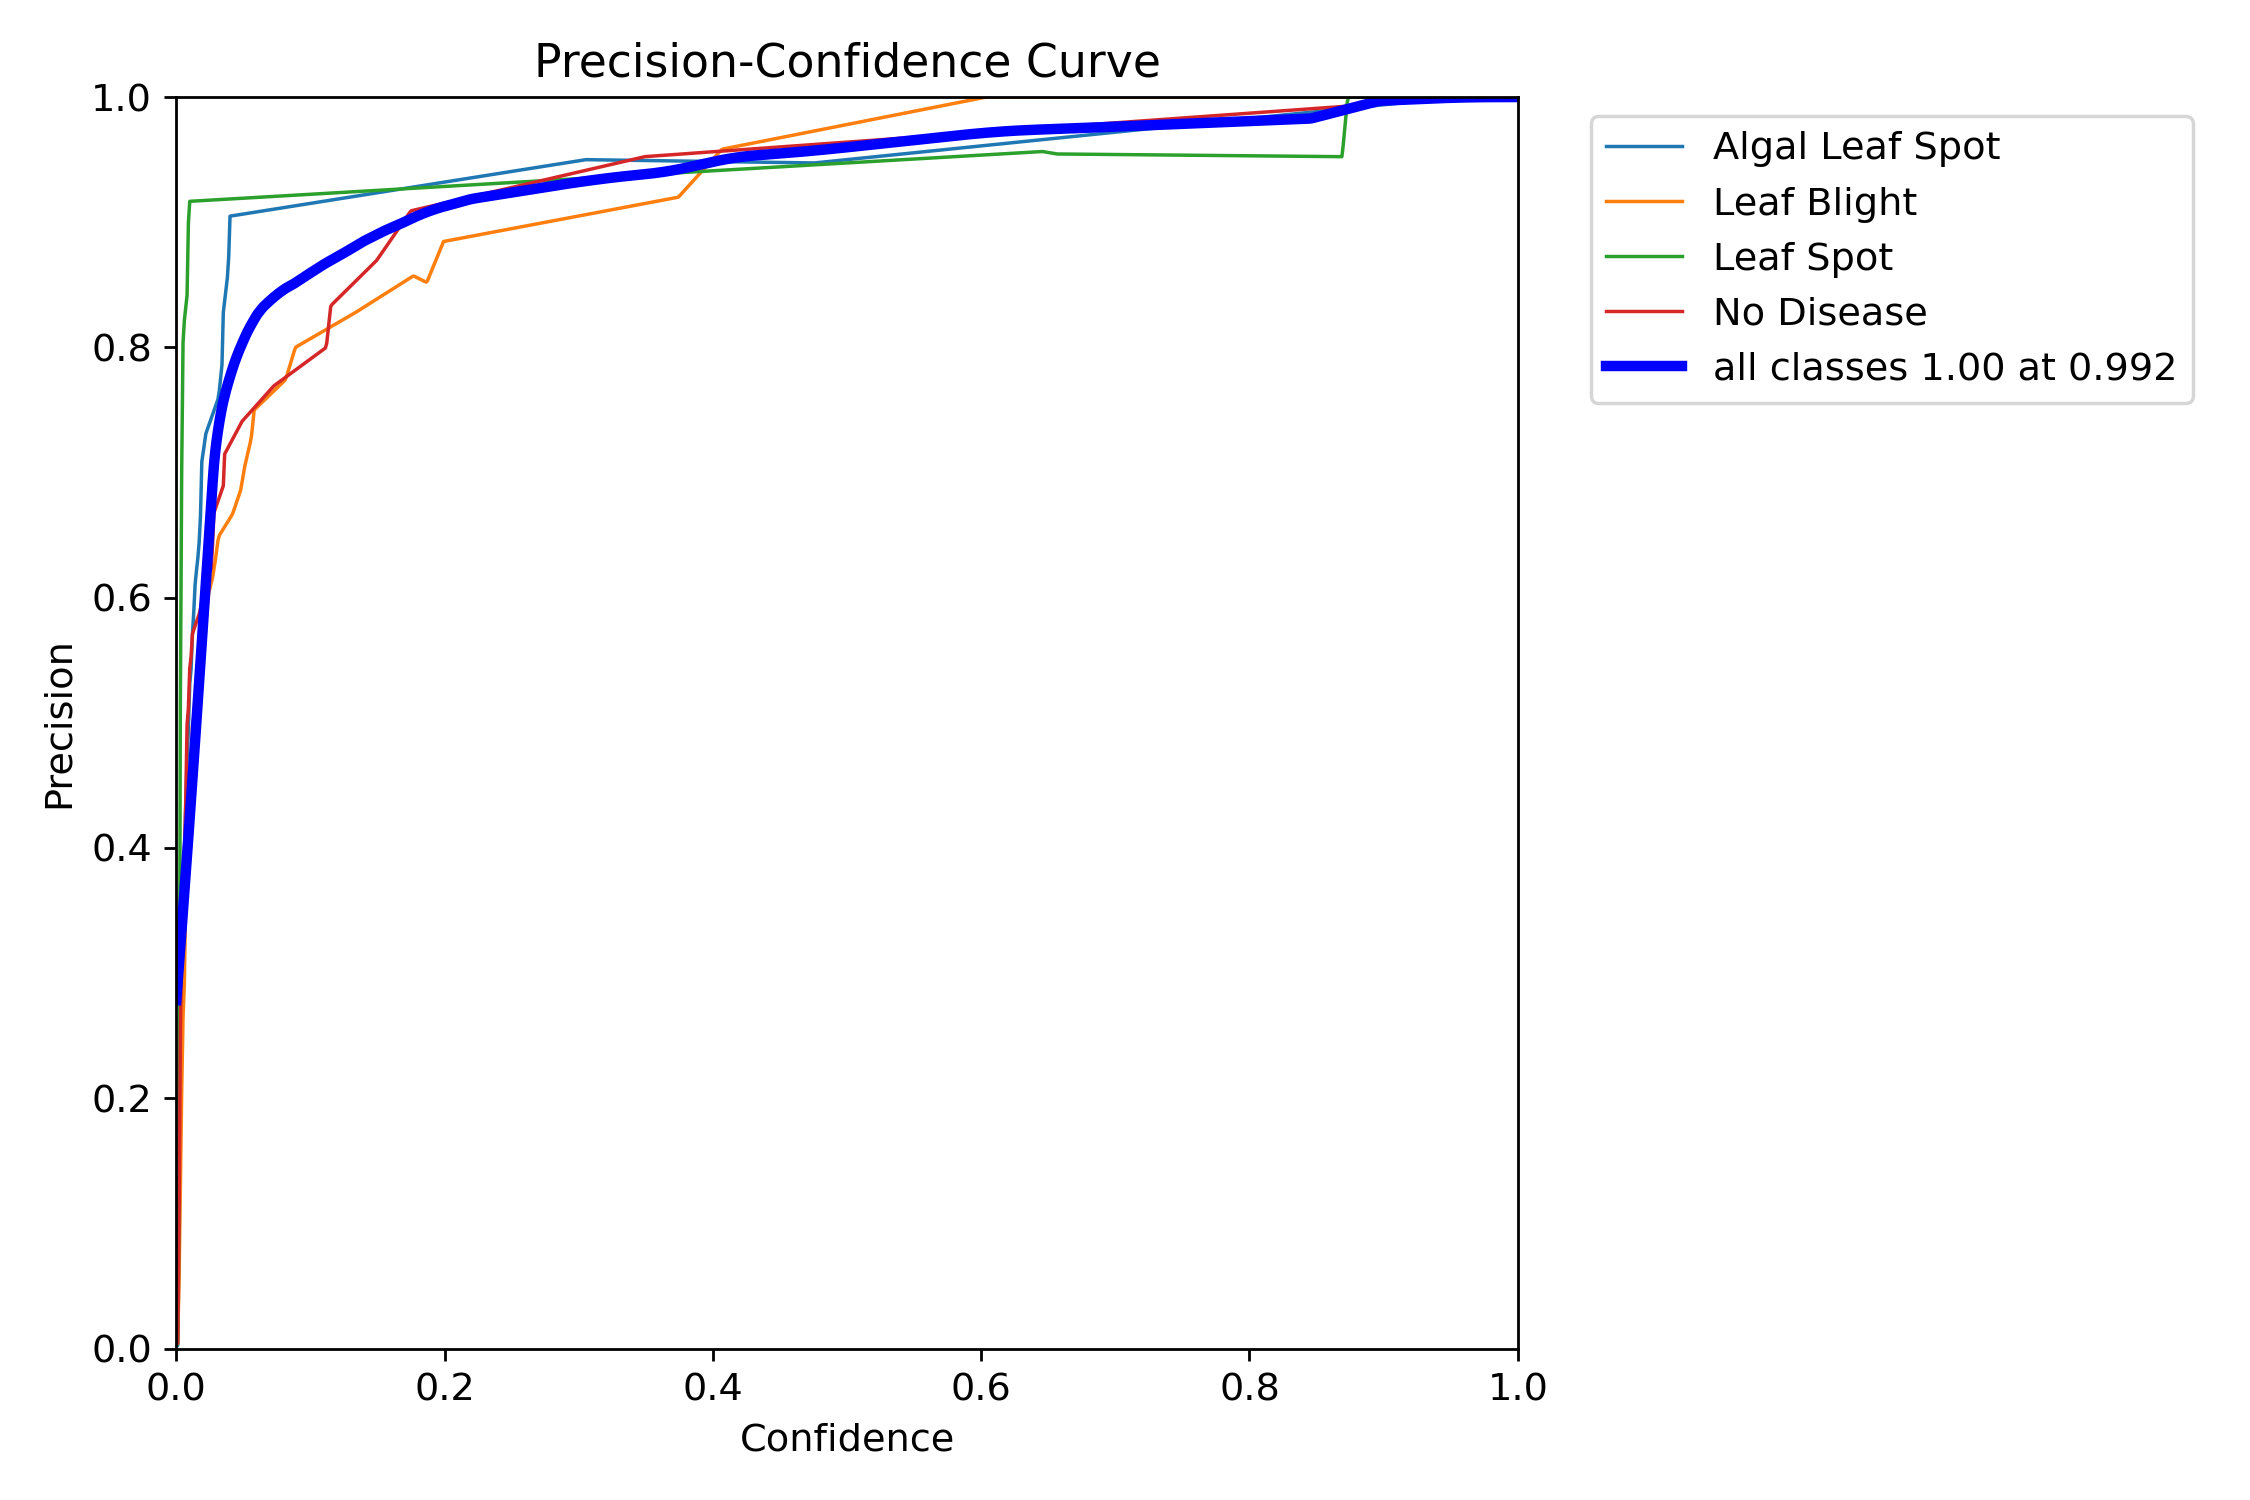 Precision-Confidence Curve
1.0
0.8
0.6
0.4
0.2
0.0
Precision
0.0 0.2 0.4 0.6 0.8 1.0
Confidence
Algal Leaf Spot
Leaf Blight
Leaf Spot
No Disease
all classes 1.00 at 0.992